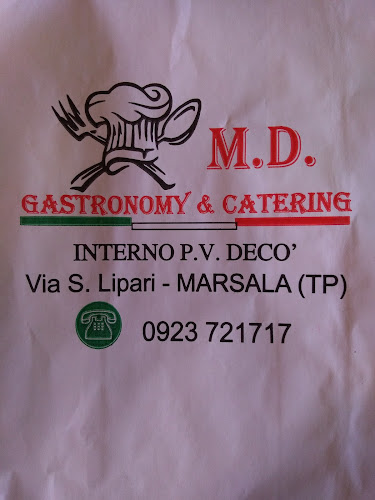 M.D.
GASTRONOMY & CATERING
INTERNO P.V. DECO'
Via S. Lipari - MARSALA (TP)
0923 721717